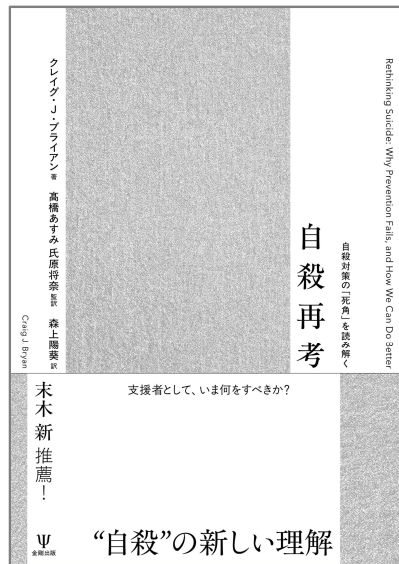 Rethinking Suicide: Why Prevention Fails, and How We Can Do Better
自殺対策の「死角」を読み解く
自殺再考
クレイグ・J・ブライアン 著
髙橋あすみ 氏原将奈 監訳
森上陽葵 訳
Craig J. Bryan
支援者として、いま何をすべきか?
末木 新 推薦!
“自殺”の新しい理解
Ψ
金剛出版